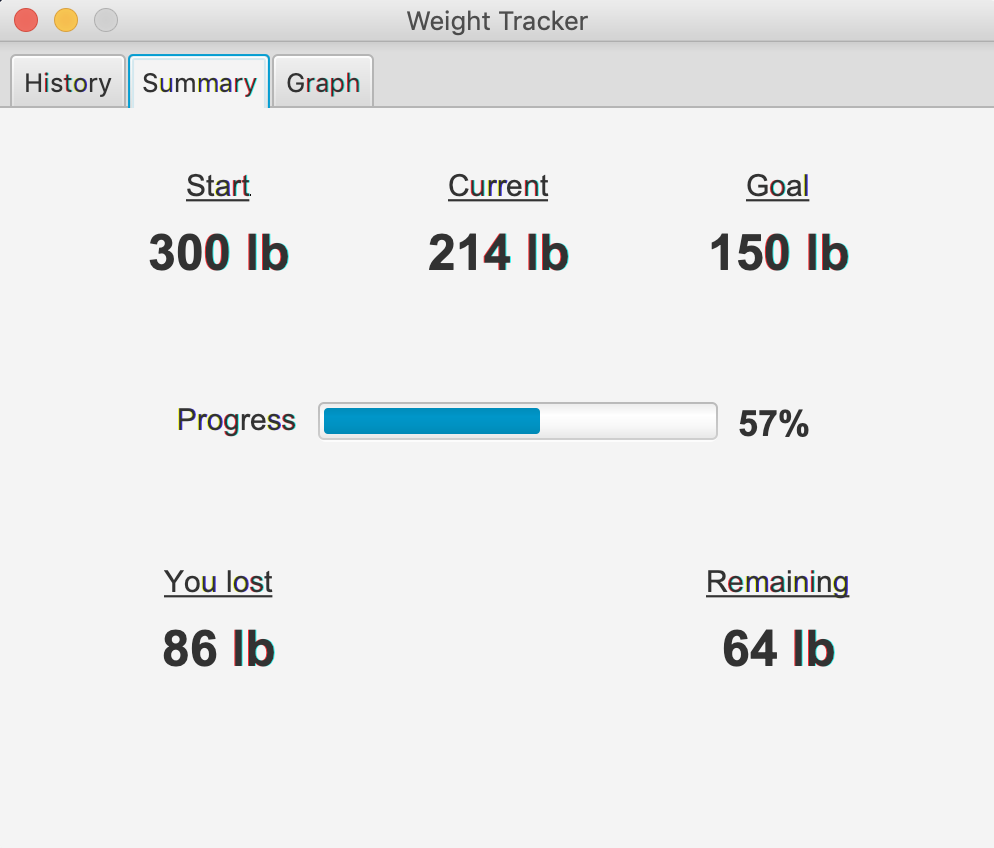 Weight Tracker
History Summary Graph
Start Current Goal
300 lb 214 lb 150 lb
Progress 57%
You lost Remaining
86 lb 64 lb